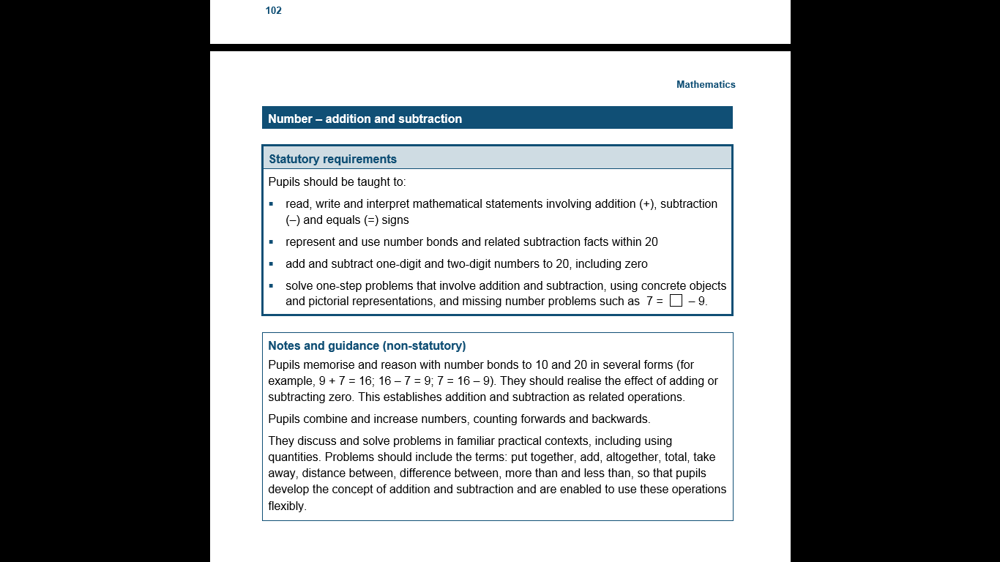 102
Mathematics
Number – addition and subtraction
Statutory requirements
Pupils should be taught to:
▪ read, write and interpret mathematical statements involving addition (+), subtraction
(–) and equals (=) signs
▪ represent and use number bonds and related subtraction facts within 20
▪ add and subtract one-digit and two-digit numbers to 20, including zero
▪ solve one-step problems that involve addition and subtraction, using concrete objects
and pictorial representations, and missing number problems such as 7 = □ – 9.
Notes and guidance (non-statutory)
Pupils memorise and reason with number bonds to 10 and 20 in several forms (for
example, 9 + 7 = 16; 16 – 7 = 9; 7 = 16 – 9). They should realise the effect of adding or
subtracting zero. This establishes addition and subtraction as related operations.
Pupils combine and increase numbers, counting forwards and backwards.
They discuss and solve problems in familiar practical contexts, including using
quantities. Problems should include the terms: put together, add, altogether, total, take
away, distance between, difference between, more than and less than, so that pupils
develop the concept of addition and subtraction and are enabled to use these operations
flexibly.